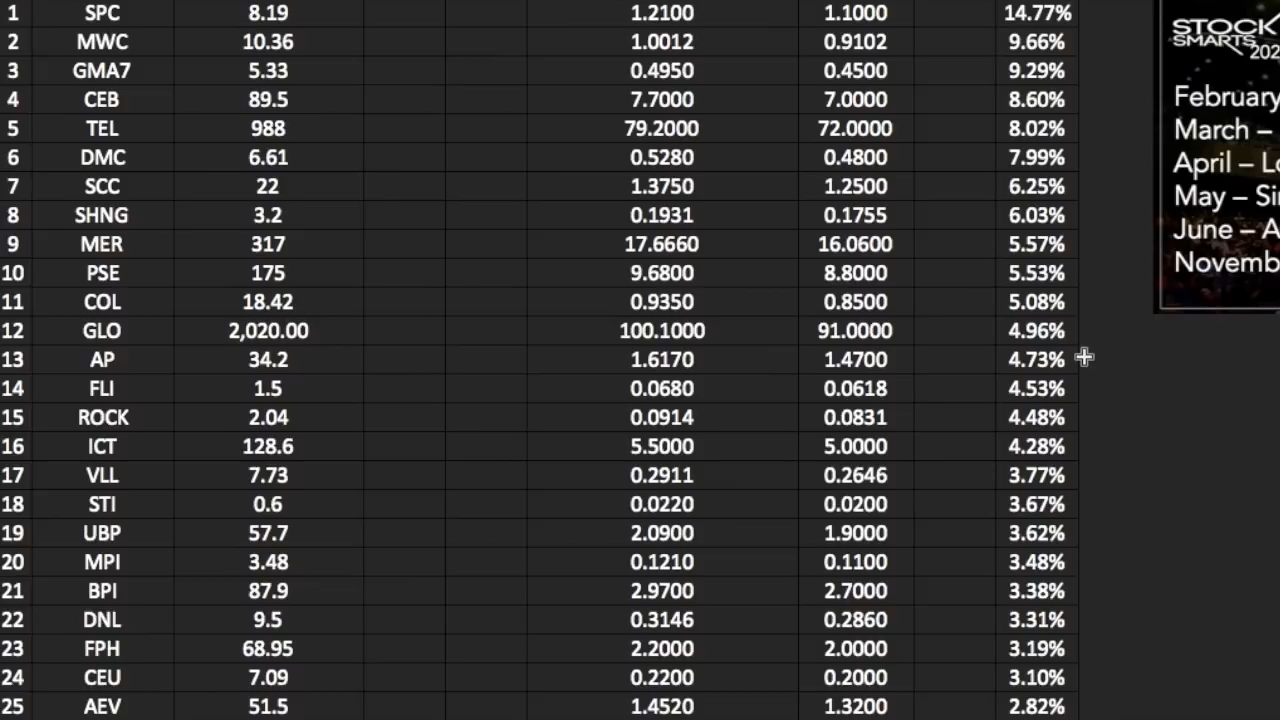 1 SPC 8.19 1.2100 1.1000 14.77%
2 MWC 10.36 1.0012 0.9102 9.66%
3 GMA7 5.33 0.4950 0.4500 9.29%
4 CEB 89.5 7.7000 7.0000 8.60%
5 TEL 988 79.2000 72.0000 8.02%
6 DMC 6.61 0.5280 0.4800 7.99%
7 SCC 22 1.3750 1.2500 6.25%
8 SHNG 3.2 0.1931 0.1755 6.03%
9 MER 317 17.6660 16.0600 5.57%
10 PSE 175 9.6800 8.8000 5.53%
11 COL 18.42 0.9350 0.8500 5.08%
12 GLO 2,020.00 100.1000 91.0000 4.96%
13 AP 34.2 1.6170 1.4700 4.73%
14 FLI 1.5 0.0680 0.0618 4.53%
15 ROCK 2.04 0.0914 0.0831 4.48%
16 ICT 128.6 5.5000 5.0000 4.28%
17 VLL 7.73 0.2911 0.2646 3.77%
18 STI 0.6 0.0220 0.0200 3.67%
19 UBP 57.7 2.0900 1.9000 3.62%
20 MPI 3.48 0.1210 0.1100 3.48%
21 BPI 87.9 2.9700 2.7000 3.38%
22 DNL 9.5 0.3146 0.2860 3.31%
23 FPH 68.95 2.2000 2.0000 3.19%
24 CEU 7.09 0.2200 0.2000 3.10%
25 AEV 51.5 1.4520 1.3200 2.82%
STOCK
SMARTS
202
February
March –
April – Lo
May – Sin
June – A
Novemb